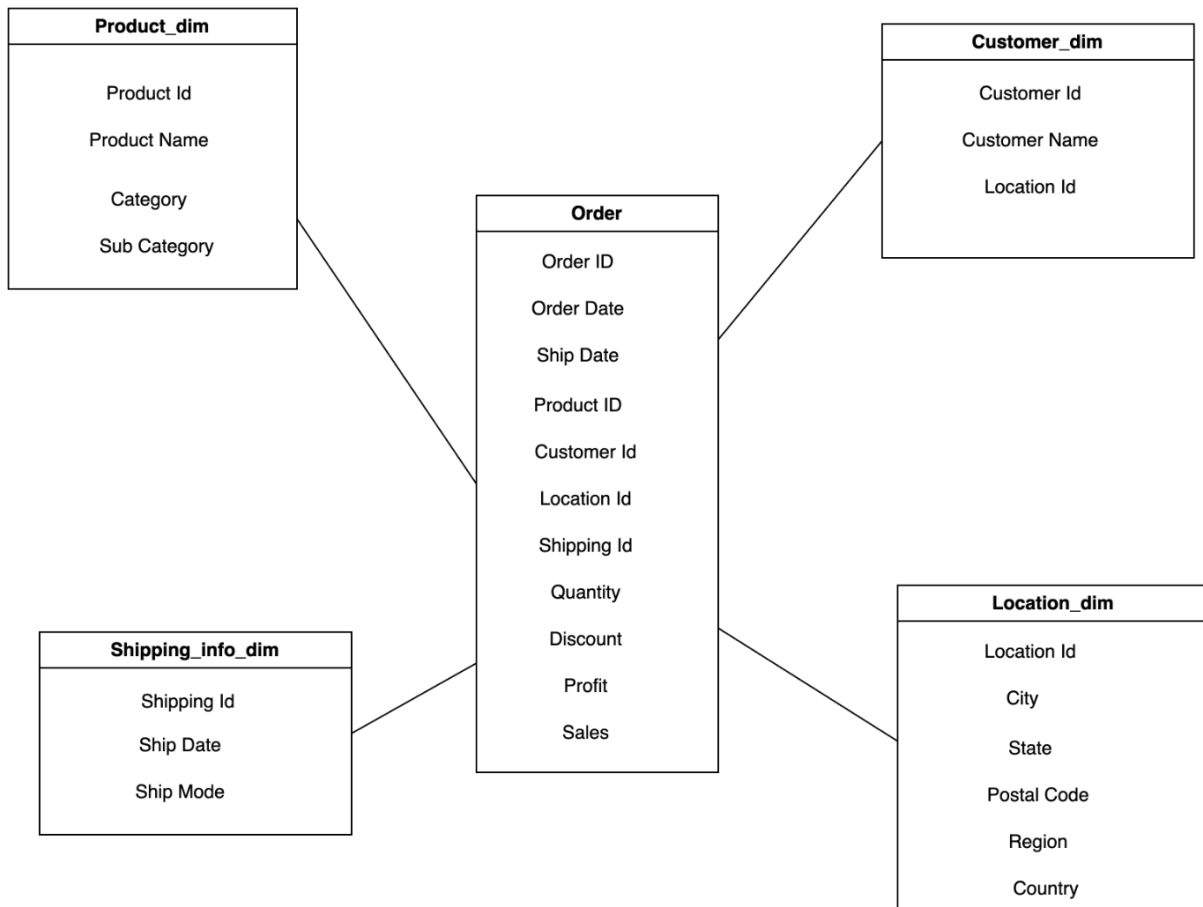 Product_dim
Product Id
Product Name
Category
Sub Category
Customer_dim
Customer Id
Customer Name
Location Id
Order
Order ID
Order Date
Ship Date
Product ID
Customer Id
Location Id
Shipping Id
Quantity
Discount
Profit
Sales
Shipping_info_dim
Shipping Id
Ship Date
Ship Mode
Location_dim
Location Id
City
State
Postal Code
Region
Country